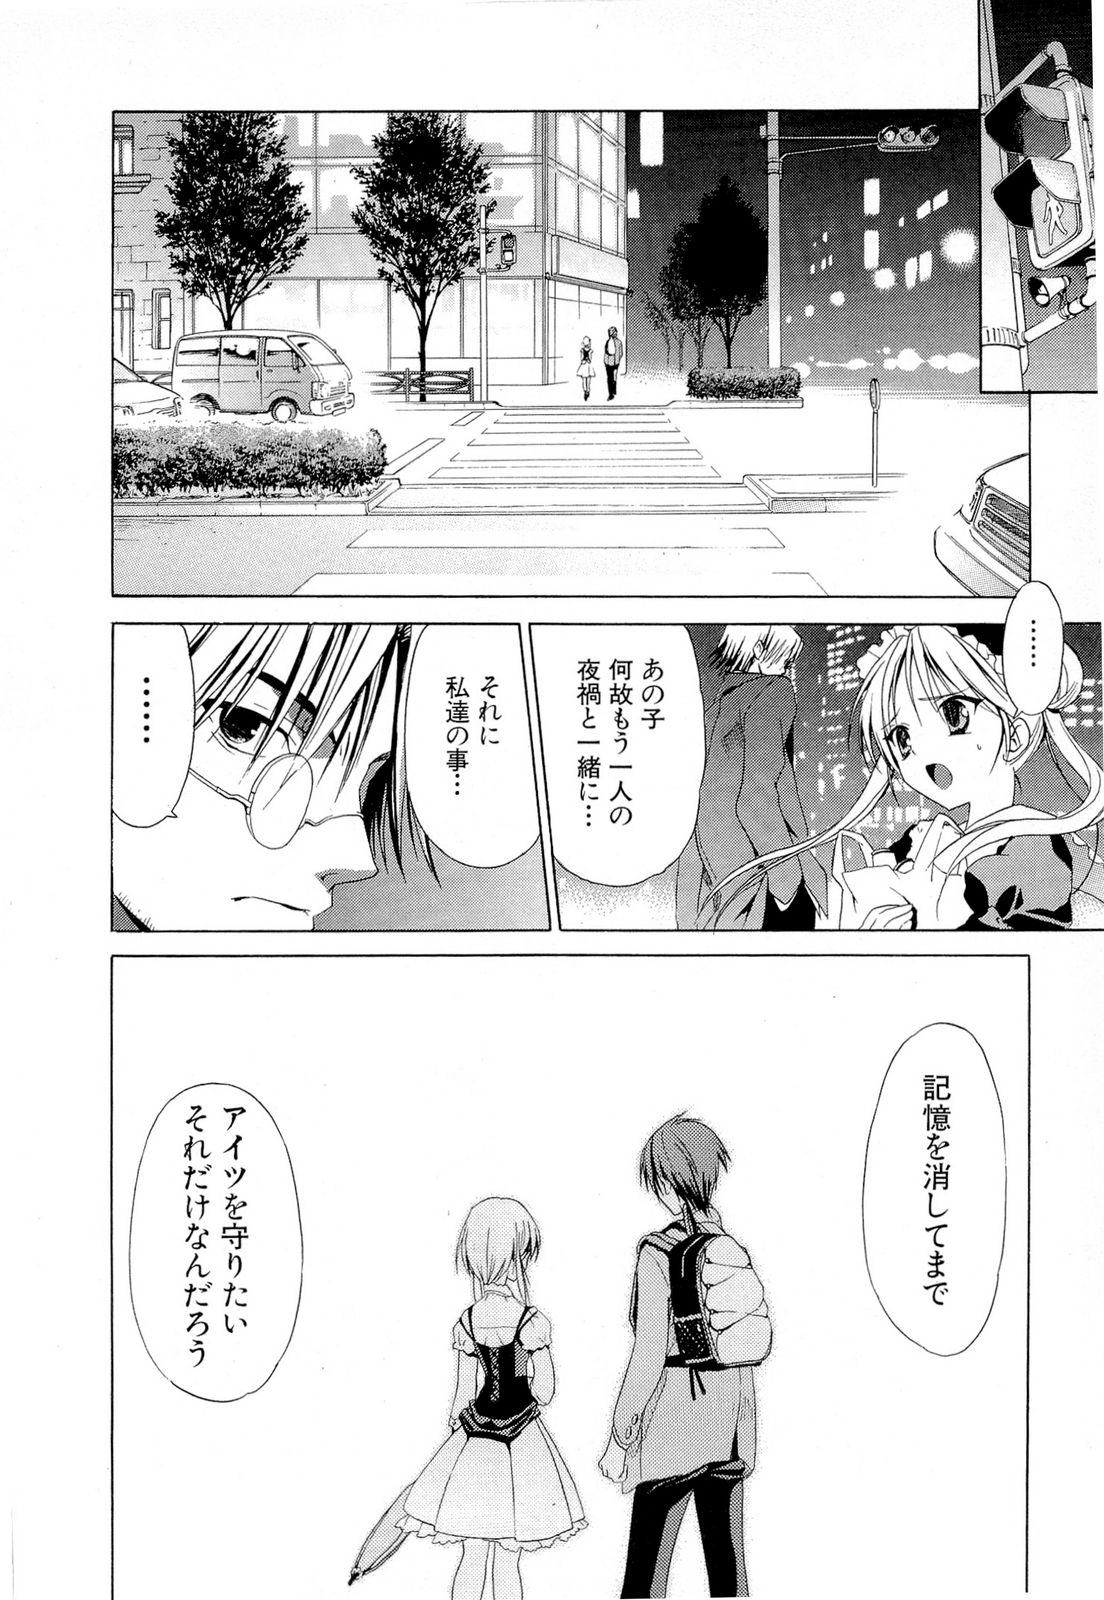 ……
あの子
何故もう一人の
夜禍と一緒に…
それに
私達の事…
……
記憶を消してまで
アイツを守りたい
それだけなんだろう